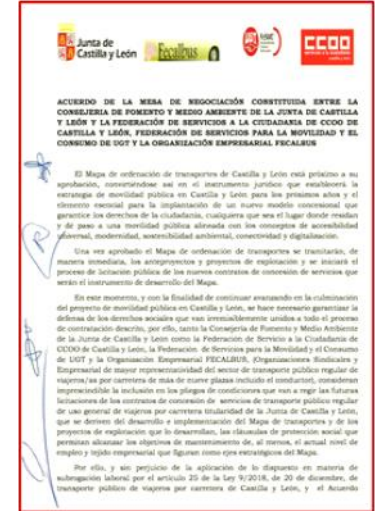 Junta de
Castilla y León
Fecalbus
UGT
CCOO
ACUERDO DE LA MESA DE NEGOCIACIÓN CONSTITUIDA ENTRE LA
CONSEJERIA DE FOMENTO Y MEDIO AMBIENTE DE LA JUNTA DE CASTILLA
Y LEÓN Y LA FEDERACIÓN DE SERVICIOS A LA CIUDADANIA DE CCOO DE
CASTILLA Y LEÓN, FEDERACIÓN DE SERVICIOS PARA LA MOVILIDAD Y EL
CONSUMO DE UGT Y LA ORGANIZACIÓN EMPRESARIAL FECALBUS
El Mapa de ordenación de transportes de Castilla y León está próximo a su
aprobación, convirtiéndose así en el instrumento jurídico que establecerá la
estrategia de movilidad pública en Castilla y León para los próximos años y el
elemento esencial para la implantación de un nuevo modelo concesional que
garantice los derechos de la ciudadanía, cualquiera que sea el lugar donde residan
y dé paso a una movilidad pública alineada con los conceptos de accesibilidad
universal, modernidad, sostenibilidad ambiental, conectividad y digitalización.
Una vez aprobado el Mapa de ordenación de transportes se tramitarán, de
manera inmediata, los anteproyectos y proyectos de explotación y se iniciará el
proceso de licitación pública de los nuevos contratos de concesión de servicios que
serán el instrumento de desarrollo del Mapa.
En este momento, y con la finalidad de continuar avanzando en la culminación
del proyecto de movilidad pública en Castilla y León, se hace necesario garantizar la
defensa de los derechos sociales que van irremisiblemente unidos a todo el proceso
de contratación descrito, por ello, tanto la Consejería de Fomento y Medio Ambiente
de la Junta de Castilla y León como la Federación de Servicio a la Ciudadanía de
CCOO de Castilla y León, la Federación de Servicios para la Movilidad y el Consumo
de UGT y la Organización Empresarial FECALBUS, (Organizaciones Sindicales y
Empresarial de mayor representatividad del sector de transporte público regular de
viajeros/as por carretera de más de nueve plazas incluido el conductor), consideran
imprescindible la inclusión en los pliegos de condiciones que van a regir las futuras
licitaciones de los contratos de concesión de servicios de transporte público regular
de uso general de viajeros por carretera titularidad de la Junta de Castilla y León,
que se deriven del desarrollo e implementación del Mapa de transportes y de los
proyectos de explotación que lo desarrollan, las cláusulas de protección social que
permitan alcanzar los objetivos de mantenimiento de, al menos, el actual nivel de
empleo y tejido empresarial que figuran como ejes estratégicos del Mapa.
Por ello, y sin perjuicio de la aplicación de lo dispuesto en materia de
subrogación laboral por el artículo 25 de la Ley 9/2018, de 20 de diciembre, de
transporte público de viajeros por carretera de Castilla y León, y el Acuerdo